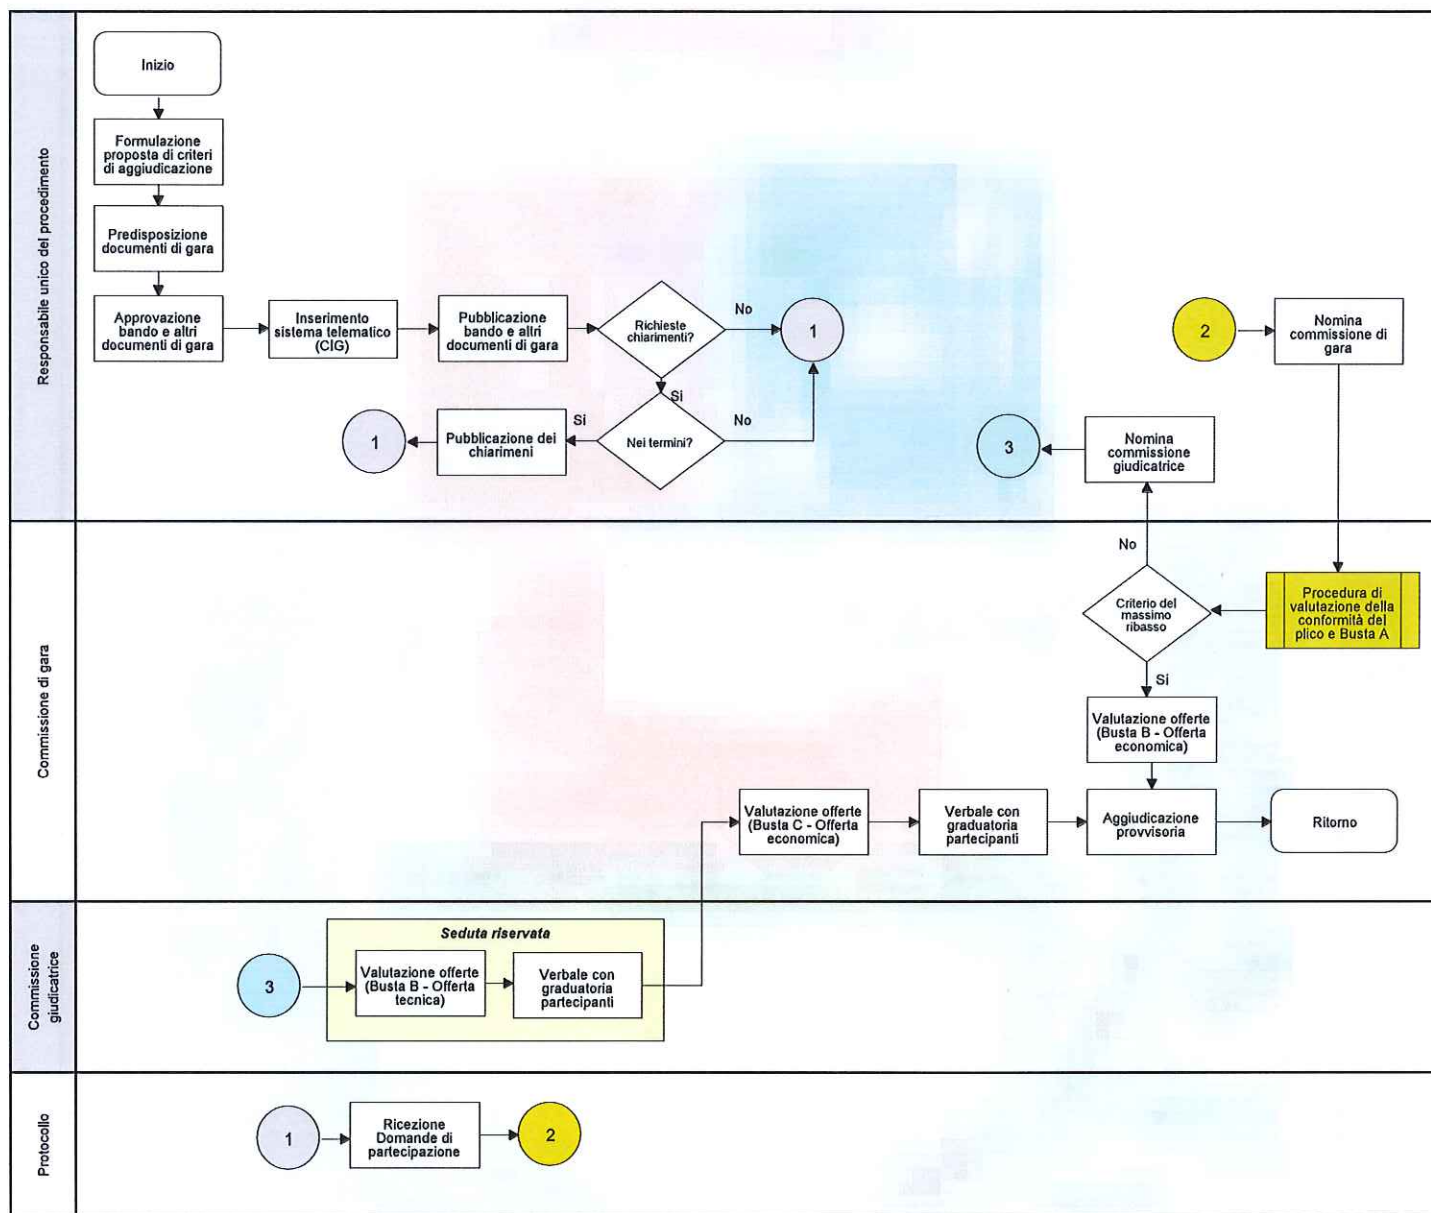 Responsabile unico del procedimento
Inizio
Formulazione
proposta di criteri
di aggiudicazione
Predisposizione
documenti di gara
Approvazione
bando e altri
documenti di gara
Inserimento
sistema telematico
(CIG)
Pubblicazione
bando e altri
documenti di gara
Richieste
chiarimenti?
No
1
Si
Nei termini?
No
Si
Pubblicazione dei
chiarimeni
1
2
Nomina
commissione di
gara
Nomina
commissione
giudicatrice
3
Commissione di gara
No
Criterio del
massimo
ribasso
Procedura di
valutazione della
conformità del
plico e Busta A
Si
Valutazione offerte
(Busta B - Offerta
economica)
Valutazione offerte
(Busta C - Offerta
economica)
Verbale con
graduatoria
partecipanti
Aggiudicazione
provvisoria
Ritorno
Commissione
giudicatrice
Seduta riservata
3
Valutazione offerte
(Busta B - Offerta
tecnica)
Verbale con
graduatoria
partecipanti
Protocollo
1
Ricezione
Domande di
partecipazione
2